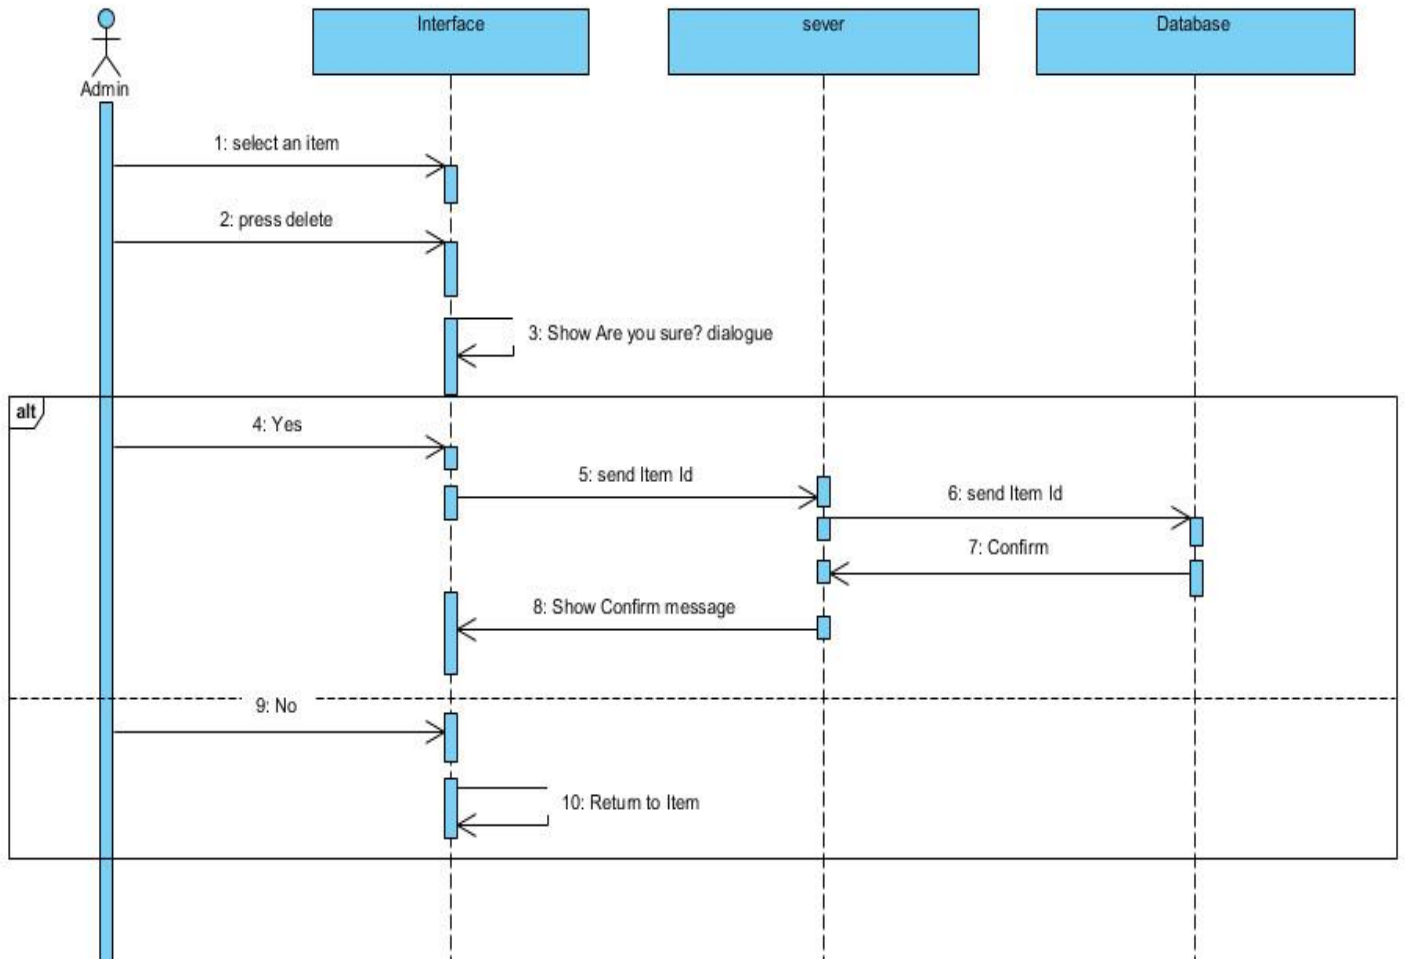 Interface
sever
Database
Admin
1: select an item
2: press delete
3: Show Are you sure? dialogue
alt
4: Yes
5: send Item Id
6: send Item Id
7: Confirm
8: Show Confirm message
9: No
10: Return to Item